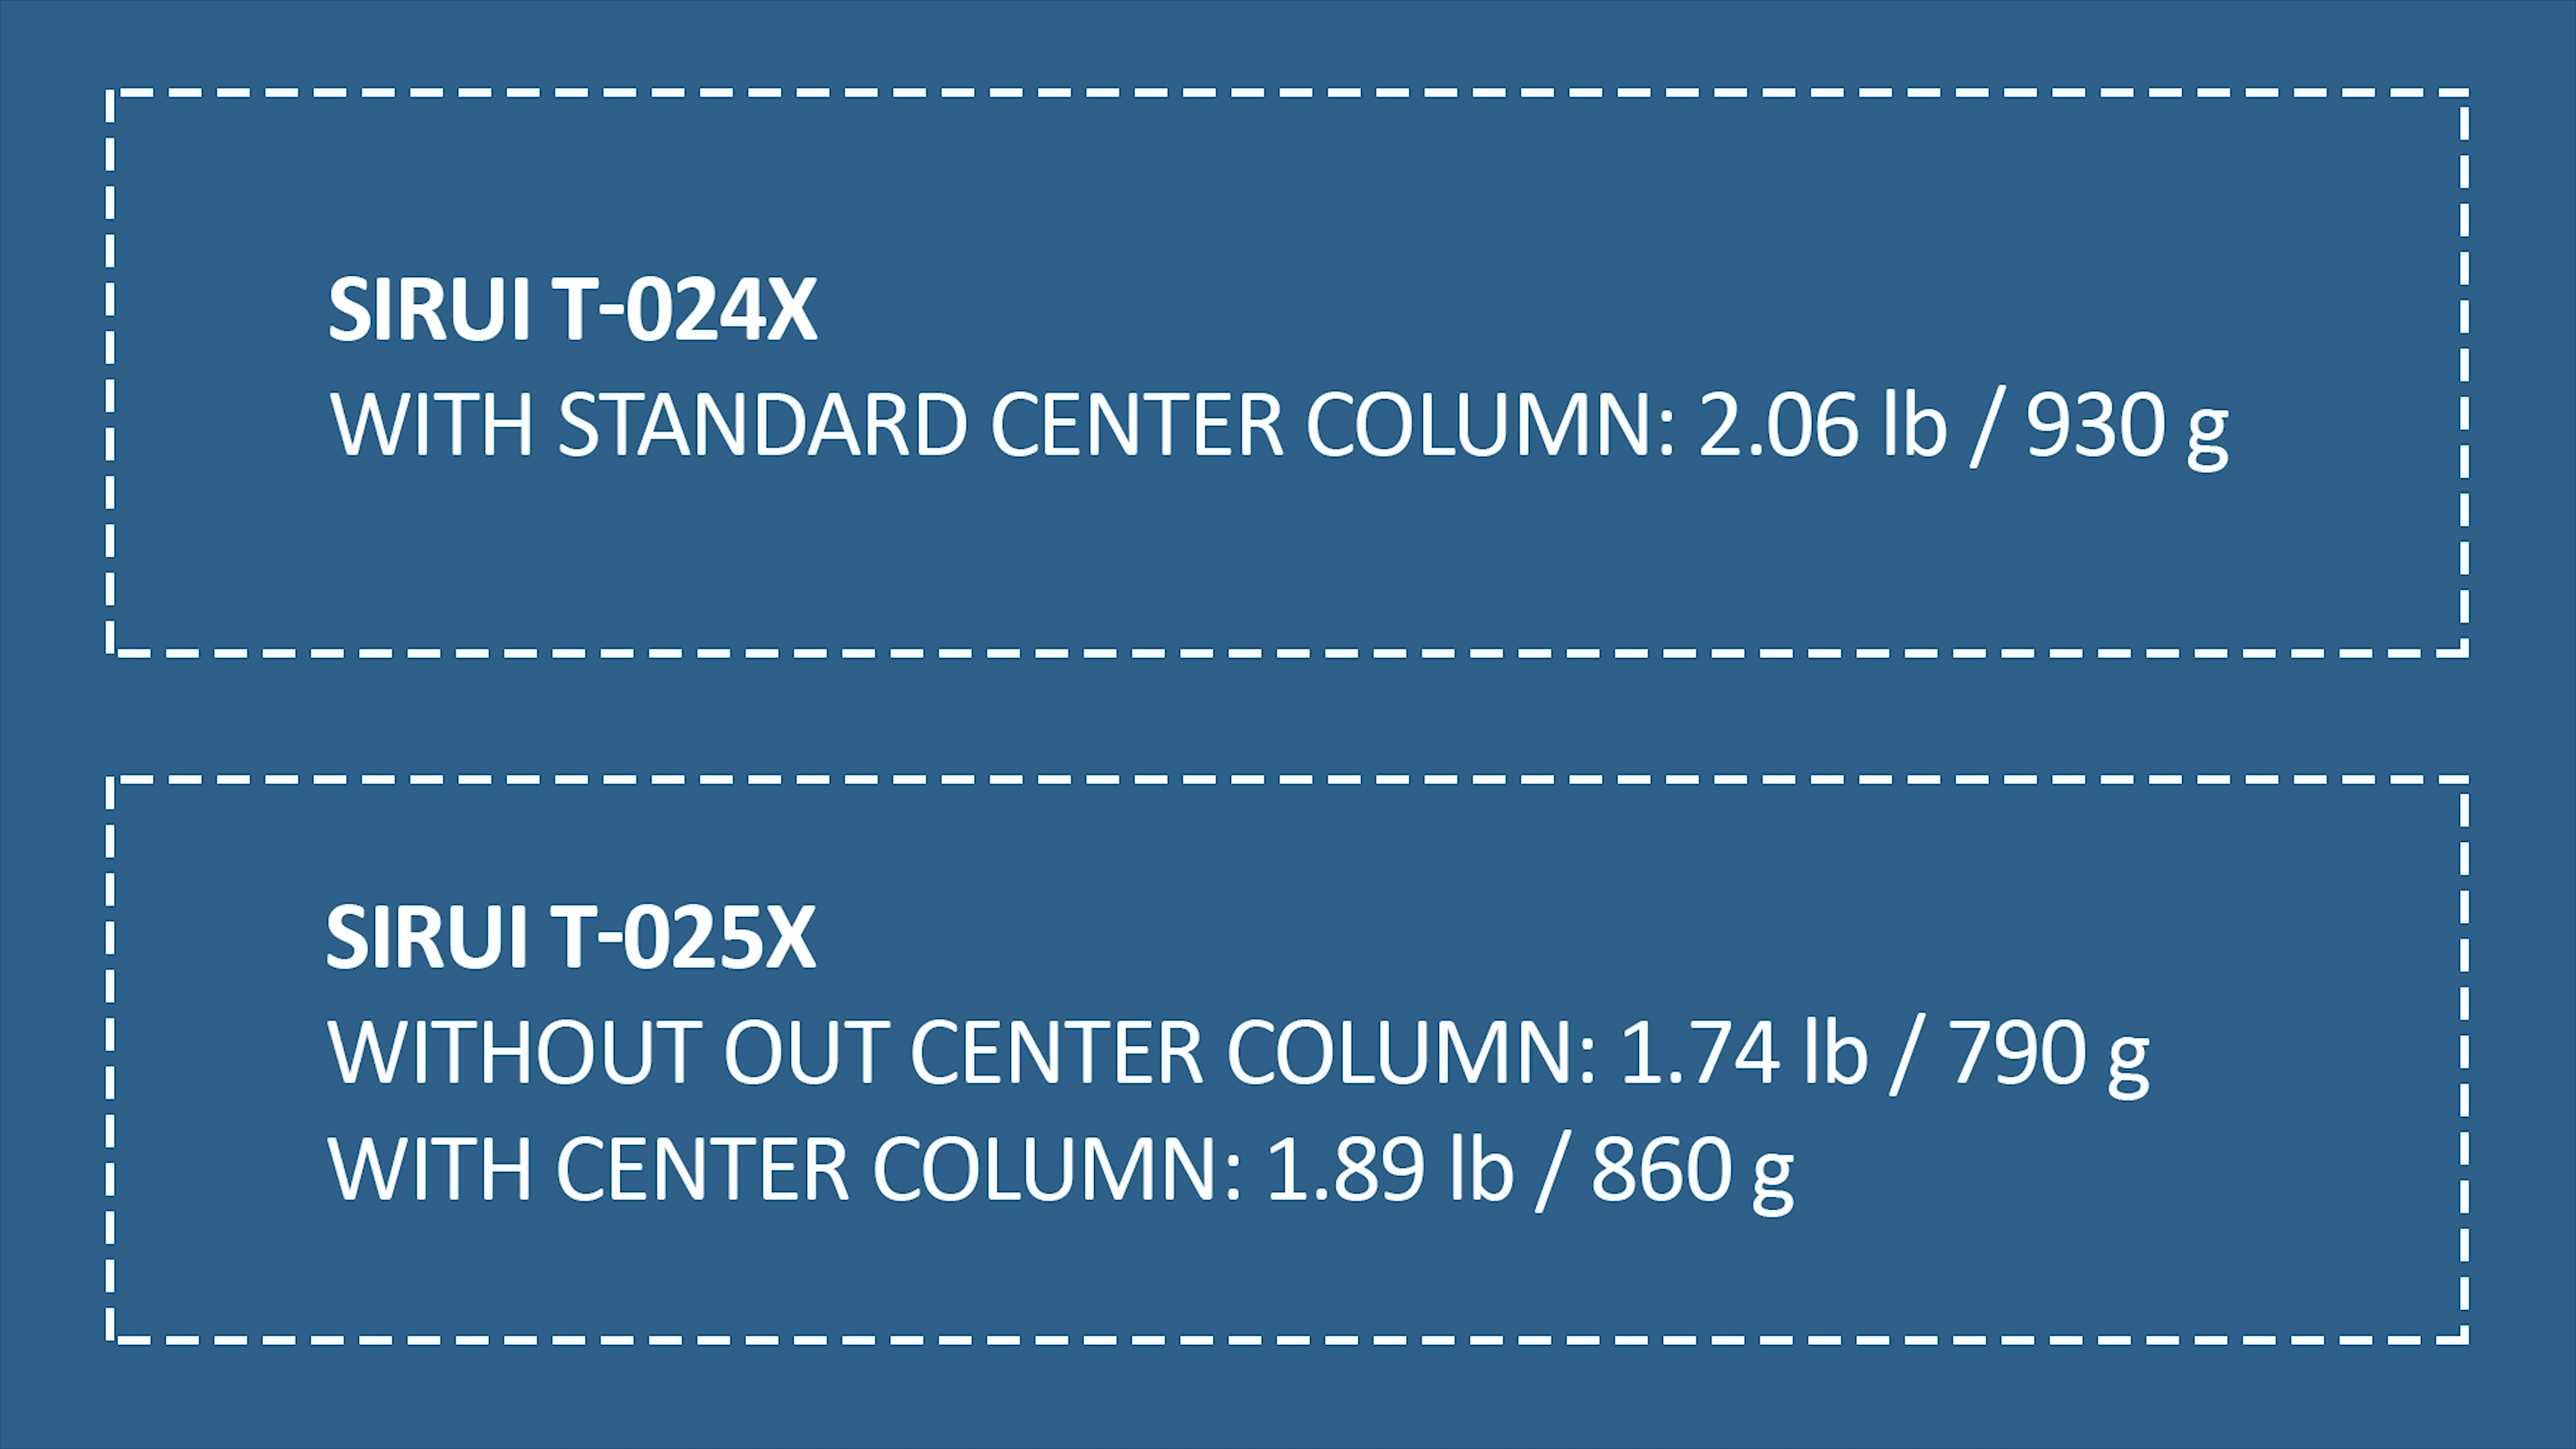 SIRUI T-024X
WITH STANDARD CENTER COLUMN: 2.06 lb / 930 g
SIRUI T-025X
WITHOUT OUT CENTER COLUMN: 1.74 lb / 790 g
WITH CENTER COLUMN: 1.89 lb / 860 g